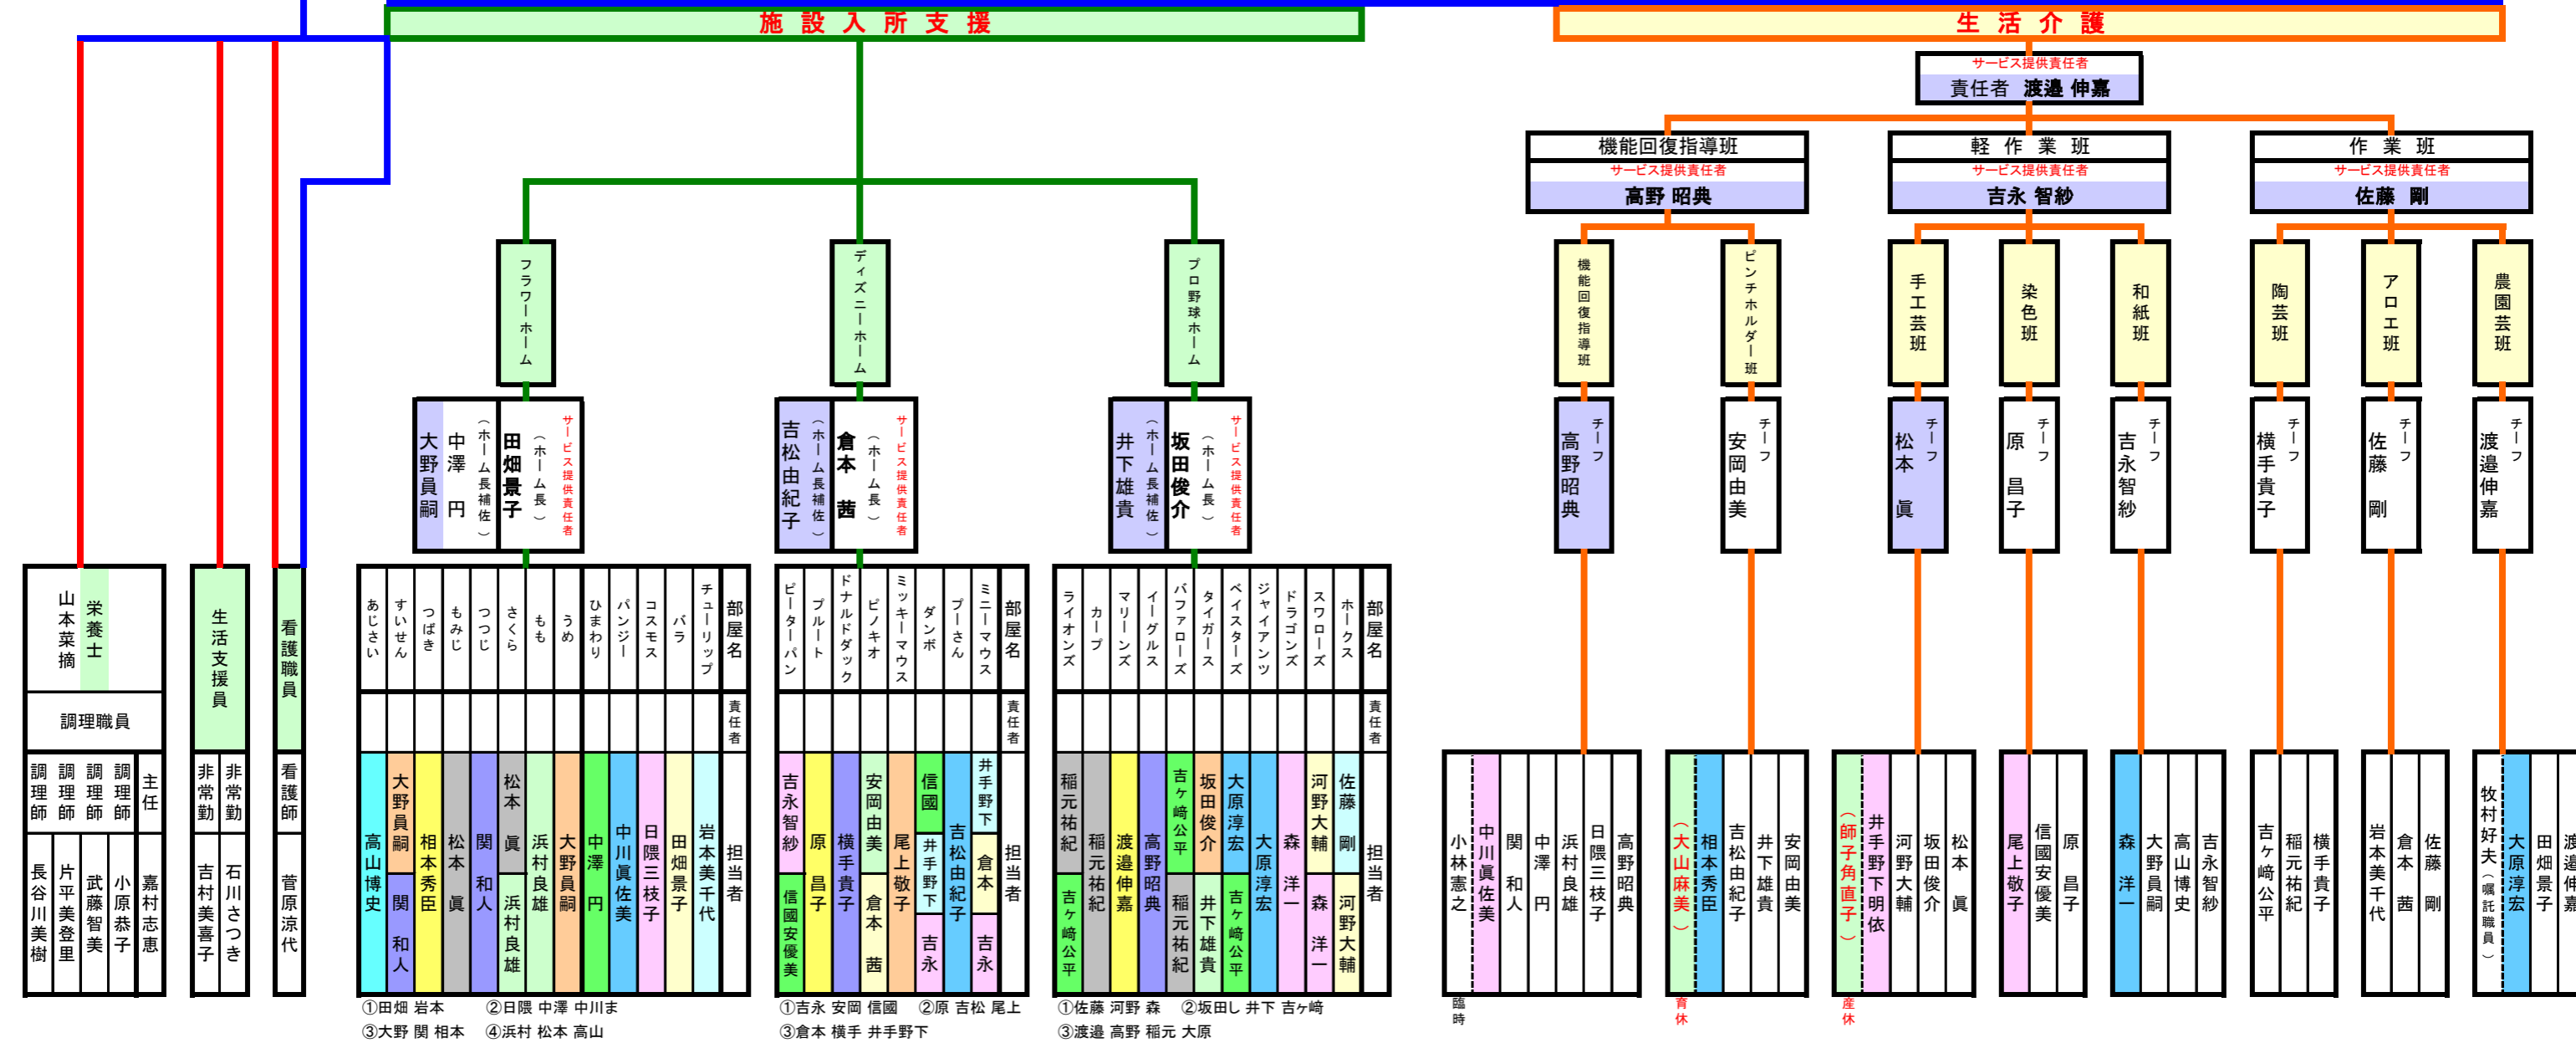 施設入所支援
生活介護
サービス提供責任者
責任者 渡邉 伸嘉
機能回復指導班
サービス提供責任者
高野 昭典
軽作業班
サービス提供責任者
吉永 智紗
作業班
サービス提供責任者
佐藤 剛
フラワーホーム
ディズニーホーム
プロ野球ホーム
機能回復指導班
ピンチホルダー班
手工芸班
染色班
和紙班
陶芸班
アロエ班
農園芸班
サービス提供責任者
(ホーム長)
田畑景子
(ホーム長補佐)
中澤 円
大野員嗣
サービス提供責任者
(ホーム長)
倉本 茜
(ホーム長補佐)
吉松由紀子
サービス提供責任者
(ホーム長)
坂田俊介
(ホーム長補佐)
井下雄貴
チーフ
高野昭典
チーフ
安岡由美
チーフ
松本 眞
チーフ
原 昌子
チーフ
吉永智紗
チーフ
横手貴子
チーフ
佐藤 剛
チーフ
渡邉伸嘉
栄養士
山本菜摘
調理職員
主任
調理師
調理師
調理師
調理師
嘉村志恵
小原恭子
武藤智美
片平美登里
長谷川美樹
生活支援員
非常勤
非常勤
石川さつき
吉村美喜子
看護職員
看護師
菅原涼代
部屋名
チューリップ
バラ
コスモス
パンジー
ひまわり
うめ
もも
さくら
つつじ
もみじ
つばき
すいせん
あじさい
責任者
担当者
岩本美千代
田畑景子
日隈三枝子
中川眞佐美
中澤 円
大野員嗣
浜村良雄
松本 眞
浜村良雄
関 和人
松本 眞
相本秀臣
大野員嗣
関 和人
高山博史
①田畑 岩本 ②日隈 中澤 中川ま
③大野 関 相本 ④浜村 松本 高山
部屋名
ミニーマウス
プーさん
ダンボ
ミッキーマウス
ピノキオ
ドナルドダック
プルート
ピーターパン
責任者
担当者
井手野下
倉本
吉永
吉松由紀子
信國
井手野下
吉永
尾上敬子
安岡由美
倉本 茜
横手貴子
原 昌子
吉永智紗
信國安優美
①吉永 安岡 信國 ②原 吉松 尾上
③倉本 横手 井手野下
部屋名
ホークス
スワローズ
ドラゴンズ
ジャイアンツ
ベイスターズ
タイガース
バファローズ
イーグルス
マリーンズ
カープ
ライオンズ
責任者
担当者
佐藤 剛
河野大輔
河野大輔
森 洋一
森 洋一
大原淳宏
大原淳宏
吉ヶ﨑公平
坂田俊介
井下雄貴
吉ヶ﨑公平
稲元祐紀
高野昭典
渡邉伸嘉
稲元祐紀
稲元祐紀
吉ヶ﨑公平
①佐藤 河野 森 ②坂田し 井下 吉ヶ﨑
③渡邉 高野 稲元 大原
高野昭典
日隈三枝子
浜村良雄
中澤 円
関 和人
中川眞佐美
小林憲之
臨時
安岡由美
井下雄貴
吉松由紀子
相本秀臣
(大山麻美)
育休
松本 眞
坂田俊介
河野大輔
井手野下明依
(師子角直子)
産休
原 昌子
信國安優美
尾上敬子
吉永智紗
高山博史
大野員嗣
森 洋一
横手貴子
稲元祐紀
吉ヶ﨑公平
佐藤 剛
倉本 茜
岩本美千代
渡邉伸嘉
田畑景子
大原淳宏
牧村好夫(嘱託職員)